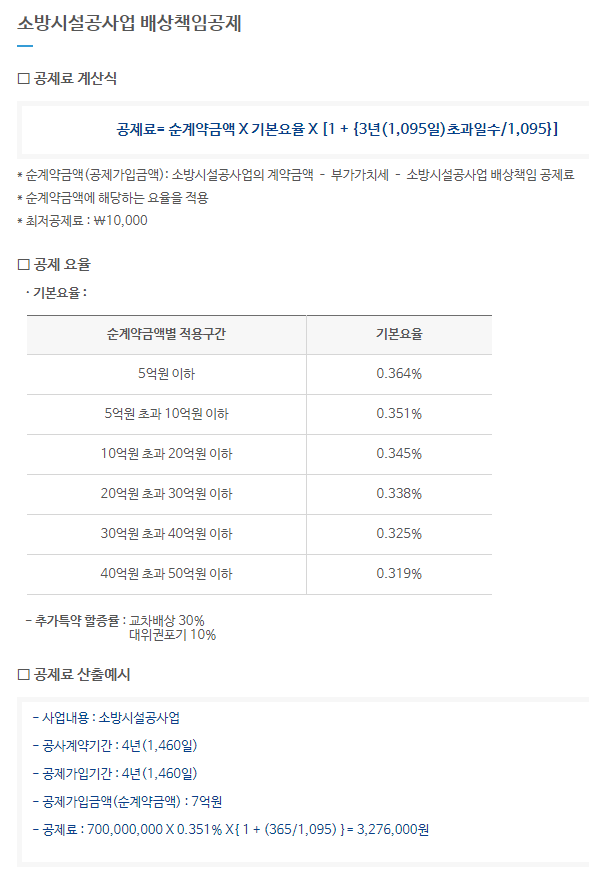 소방시설공사업 배상책임공제
□ 공제료 계산식
공제료= 순계약금액 X 기본요율 X [1 + {3년(1,095일)초과일수/1,095}]
* 순계약금액(공제가입금액) : 소방시설공사업의 계약금액 - 부가가치세 - 소방시설공사업 배상책임 공제료
* 순계약금액에 해당하는 요율을 적용
* 최저공제료 : ₩10,000
□ 공제 요율
· 기본요율 :
순계약금액별 적용구간 기본요율
5억원 이하 0.364%
5억원 초과 10억원 이하 0.351%
10억원 초과 20억원 이하 0.345%
20억원 초과 30억원 이하 0.338%
30억원 초과 40억원 이하 0.325%
40억원 초과 50억원 이하 0.319%
- 추가특약 할증률 : 교차배상 30%
대위권포기 10%
□ 공제료 산출예시
- 사업내용 : 소방시설공사업
- 공사계약기간 : 4년(1,460일)
- 공제가입기간 : 4년(1,460일)
- 공제가입금액(순계약금액) : 7억원
- 공제료 : 700,000,000 X 0.351% X { 1 + (365/1,095) } = 3,276,000원